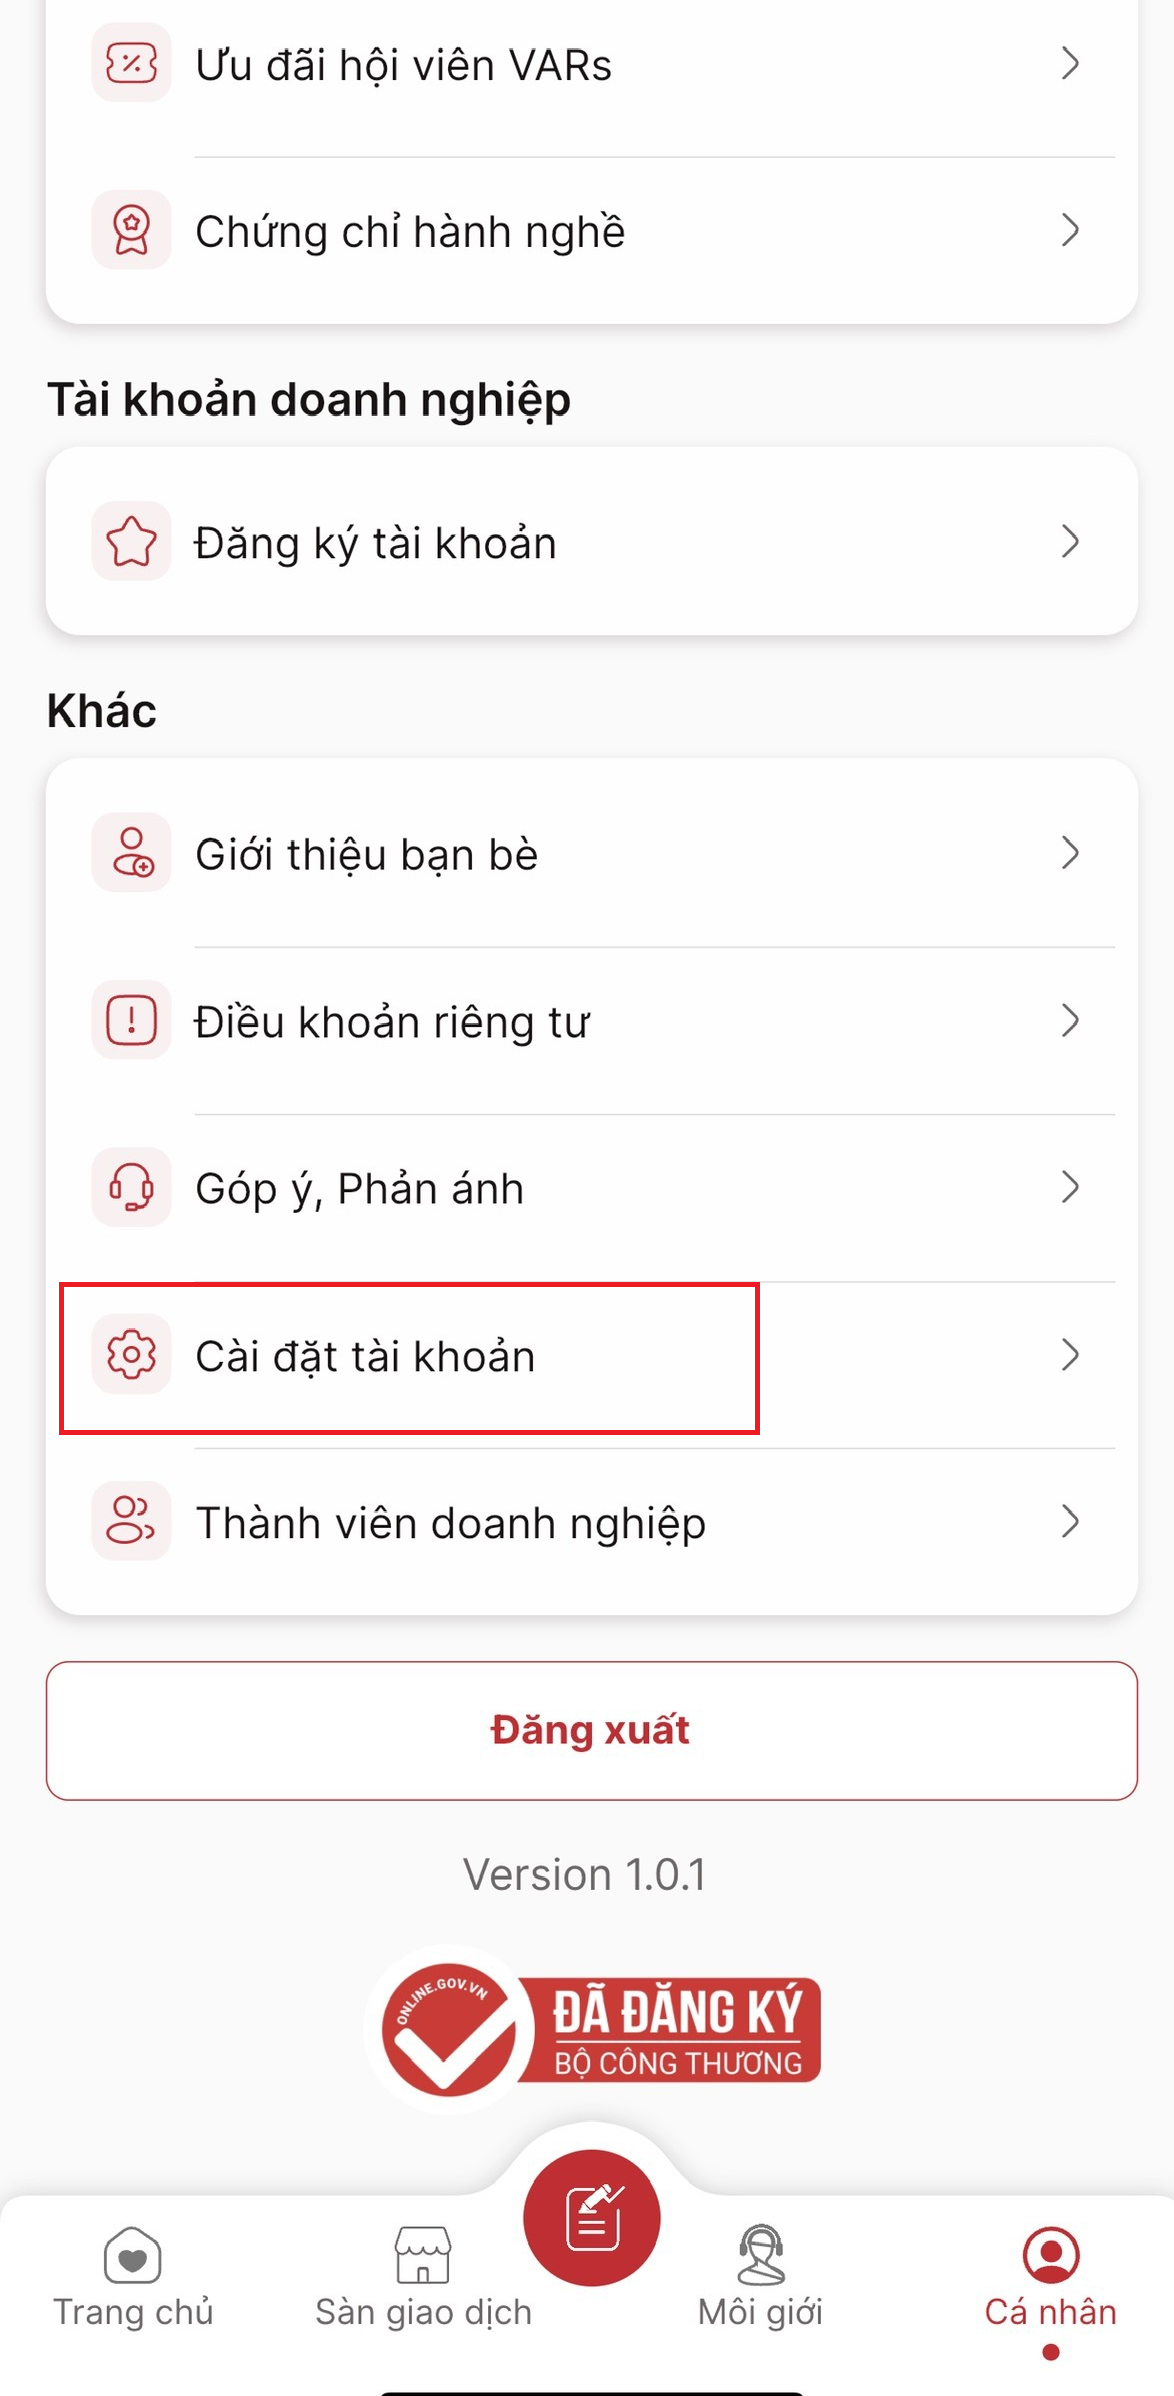 Ưu đãi hội viên VARs
Chứng chỉ hành nghề
Tài khoản doanh nghiệp
Đăng ký tài khoản
Khác
Giới thiệu bạn bè
Điều khoản riêng tư
Góp ý, Phản ánh
Cài đặt tài khoản
Thành viên doanh nghiệp
Đăng xuất
Version 1.0.1
ONLINE.GOV.VN
ĐÃ ĐĂNG KÝ
BỘ CÔNG THƯƠNG
Trang chủ
Sàn giao dịch
Môi giới
Cá nhân